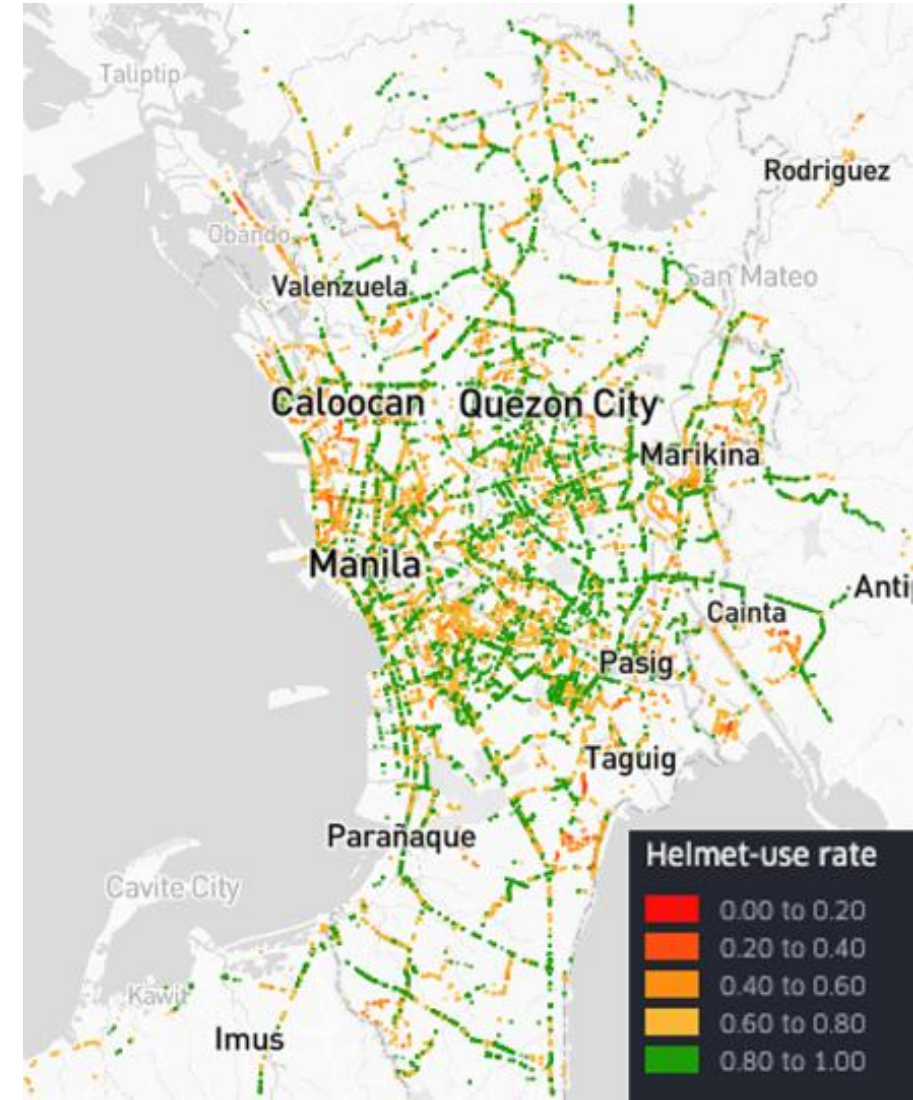 Taliptip
Rodriguez
Obando
San Mateo
Valenzuela
Caloocan
Quezon City
Marikina
Manila
Anti
Cainta
Pasig
Taguig
Parañaque
Helmet-use rate
Cavite City
0.00 to 0.20
0.20 to 0.40
0.40 to 0.60
Kawit
0.60 to 0.80
Imus
0.80 to 1.00